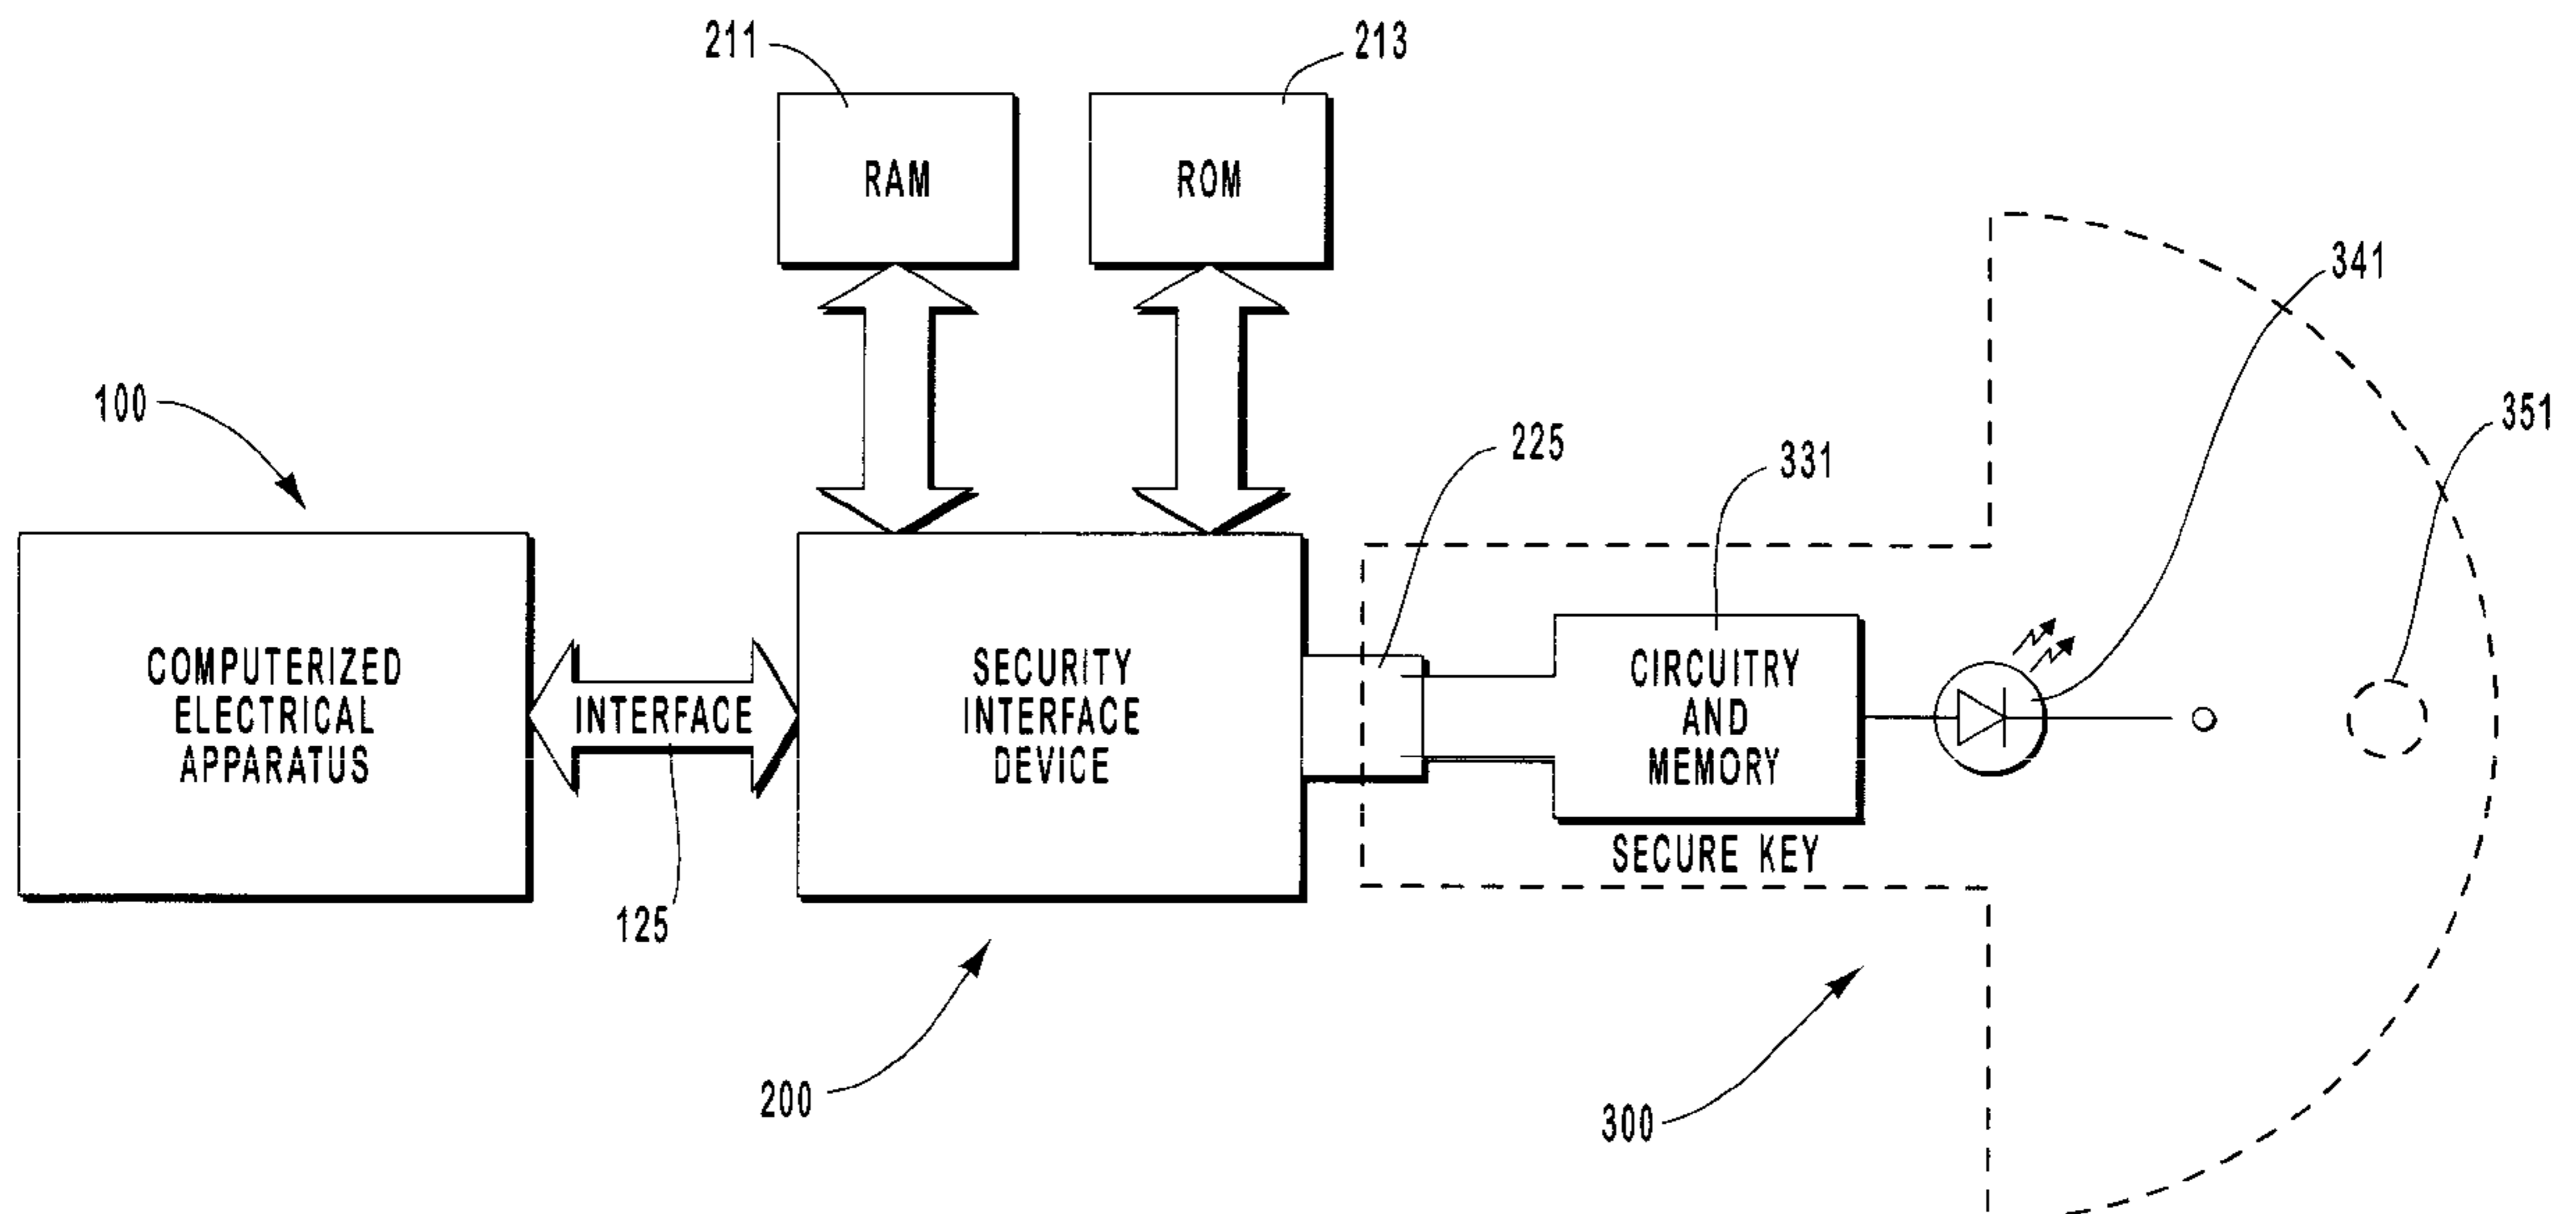 211
213
RAM
ROM
341
100
351
225
331
COMPUTERIZED
ELECTRICAL
APPARATUS
INTERFACE
SECURITY
INTERFACE
DEVICE
CIRCUITRY
AND
MEMORY
SECURE KEY
125
200
300